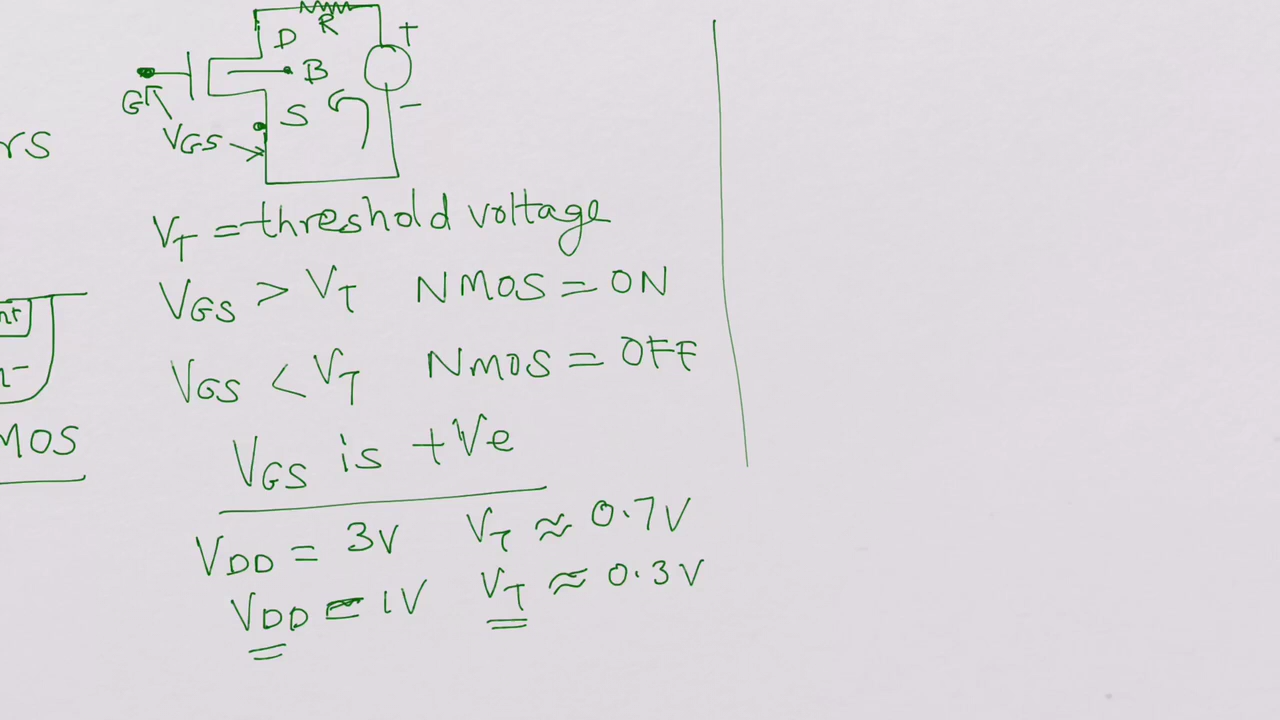 R
D
+
B
G
S
-
VGS
rs
VT = threshold voltage
VGS > VT NMOS = ON
n+
VGS < VT NMOS = OFF
n-
MOS
VGS is +Ve
VDD = 3V VT ≈ 0.7V
VDD = 1V VT ≈ 0.3V